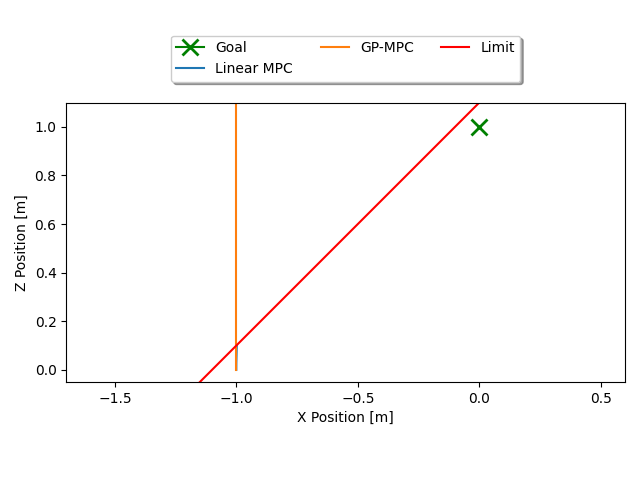 Goal
GP-MPC
Limit
Linear MPC
1.0
0.8
0.6
0.4
0.2
0.0
Z Position [m]
−1.5
−1.0
−0.5
0.0
0.5
X Position [m]